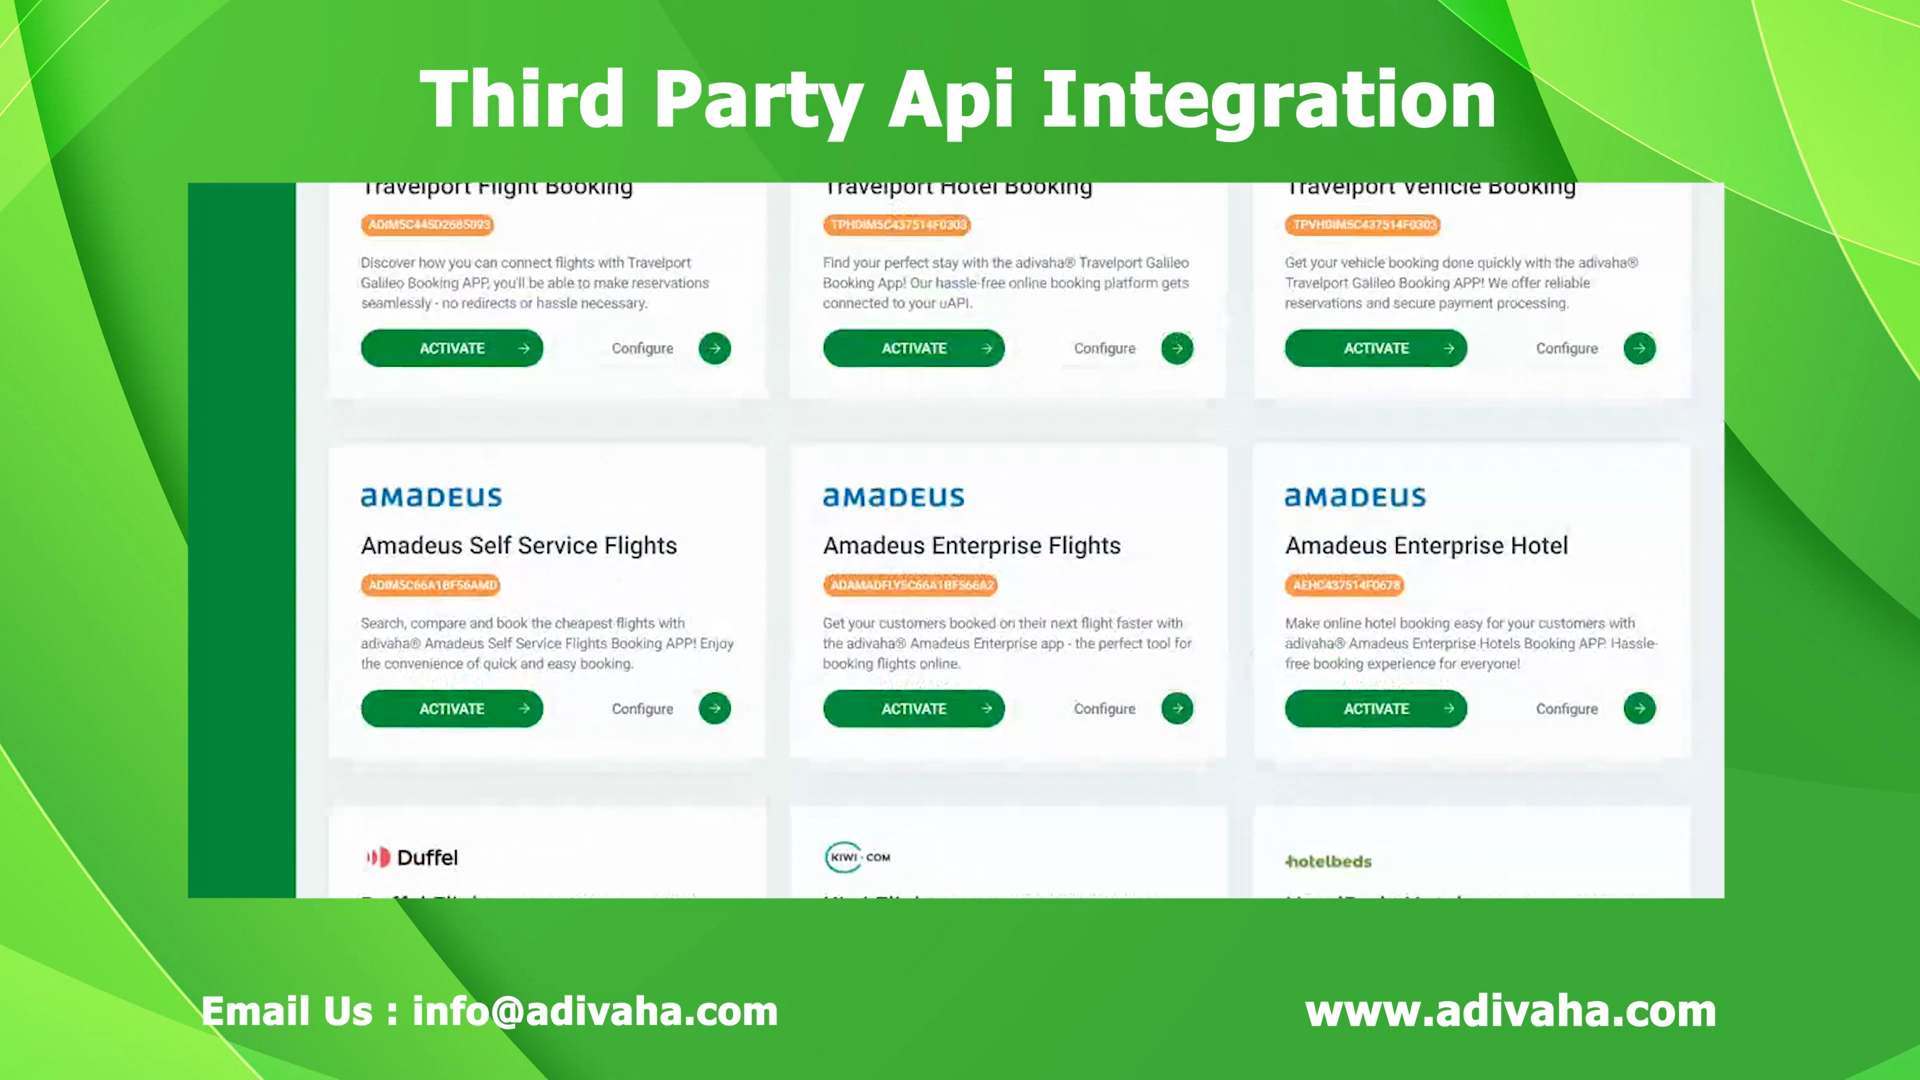 Third Party Api Integration
Travelport Flight Booking
ADIM5C445D2685093
Discover how you can connect flights with Travelport
Galileo Booking APP, you'll be able to make reservations
seamlessly - no redirects or hassle necessary.
ACTIVATE
Configure
Travelport Hotel Booking
TPHDIM5C437514F0303
Find your perfect stay with the adivaha® Travelport Galileo
Booking App! Our hassle-free online booking platform gets
connected to your uAPI.
ACTIVATE
Configure
Travelport Vehicle Booking
TPVHDIM5C437514F0303
Get your vehicle booking done quickly with the adivaha®
Travelport Galileo Booking APP! We offer reliable
reservations and secure payment processing.
ACTIVATE
Configure
amadeus
Amadeus Self Service Flights
ADIM5C66A1BF56AMD
Search, compare and book the cheapest flights with
adivaha® Amadeus Self Service Flights Booking APP! Enjoy
the convenience of quick and easy booking.
ACTIVATE
Configure
amadeus
Amadeus Enterprise Flights
ADAMADFLY5C66A1BF566A2
Get your customers booked on their next flight faster with
the adivaha® Amadeus Enterprise app - the perfect tool for
booking flights online.
ACTIVATE
Configure
amadeus
Amadeus Enterprise Hotel
AEHC437514F0678
Make online hotel booking easy for your customers with
adivaha® Amadeus Enterprise Hotels Booking APP. Hassle-
free booking experience for everyone!
ACTIVATE
Configure
Duffel
KIWI.COM
hotelbeds
Email Us : info@adivaha.com
www.adivaha.com